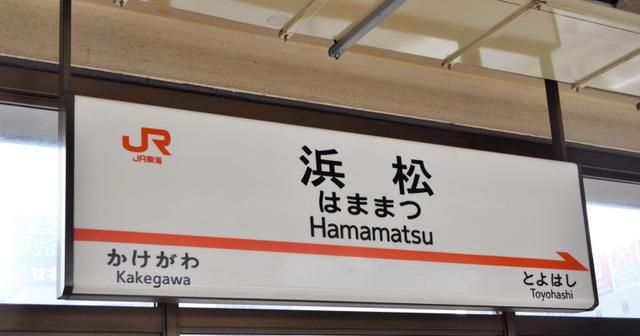 JR
JR東海
浜松
はままつ
Hamamatsu
かけがわ
Kakegawa
とよはし
Toyohashi